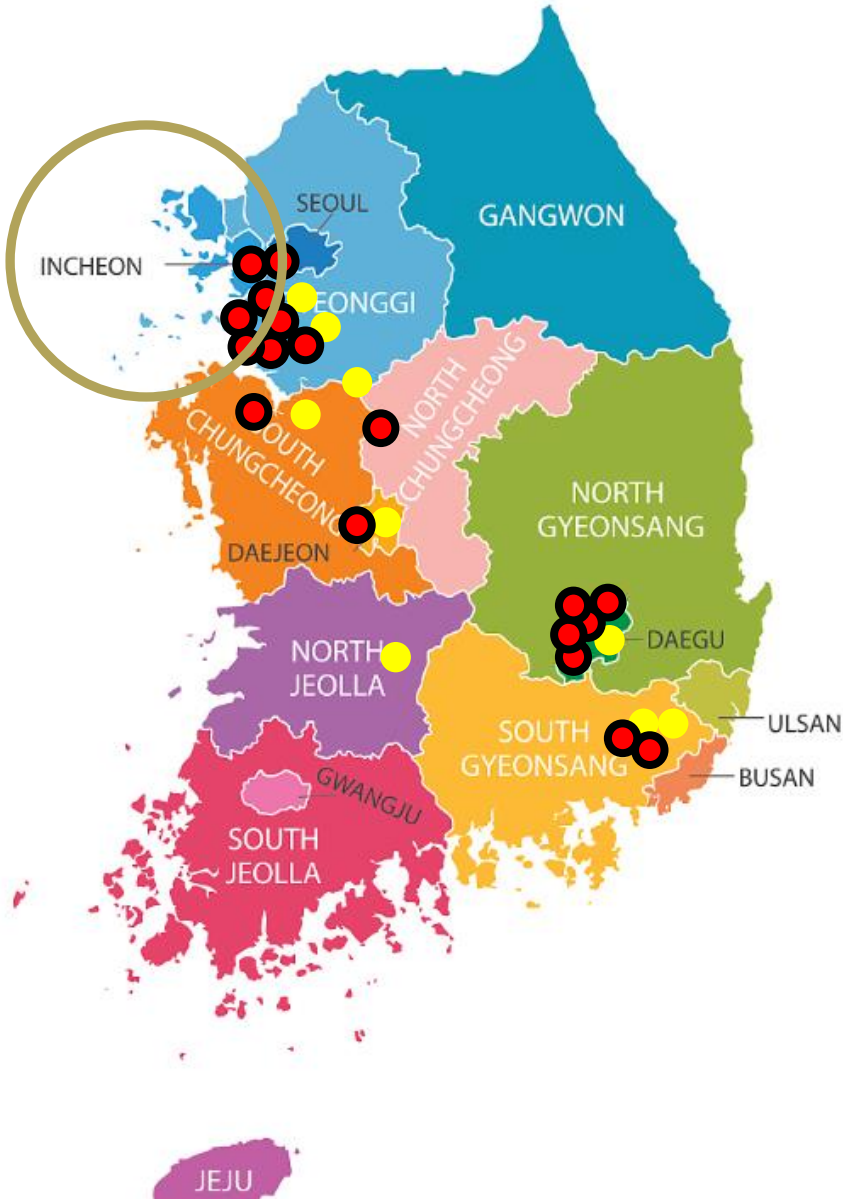 SEOUL
GANGWON
INCHEON
EONGGI
NORTH
CHUNGCHEONG
SOUTH
CHUNGCHEONG
NORTH
GYEONSANG
DAEJEON
DAEGU
NORTH
JEOLLA
SOUTH
GYEONSANG
ULSAN
BUSAN
GWANGJU
SOUTH
JEOLLA
JEJU